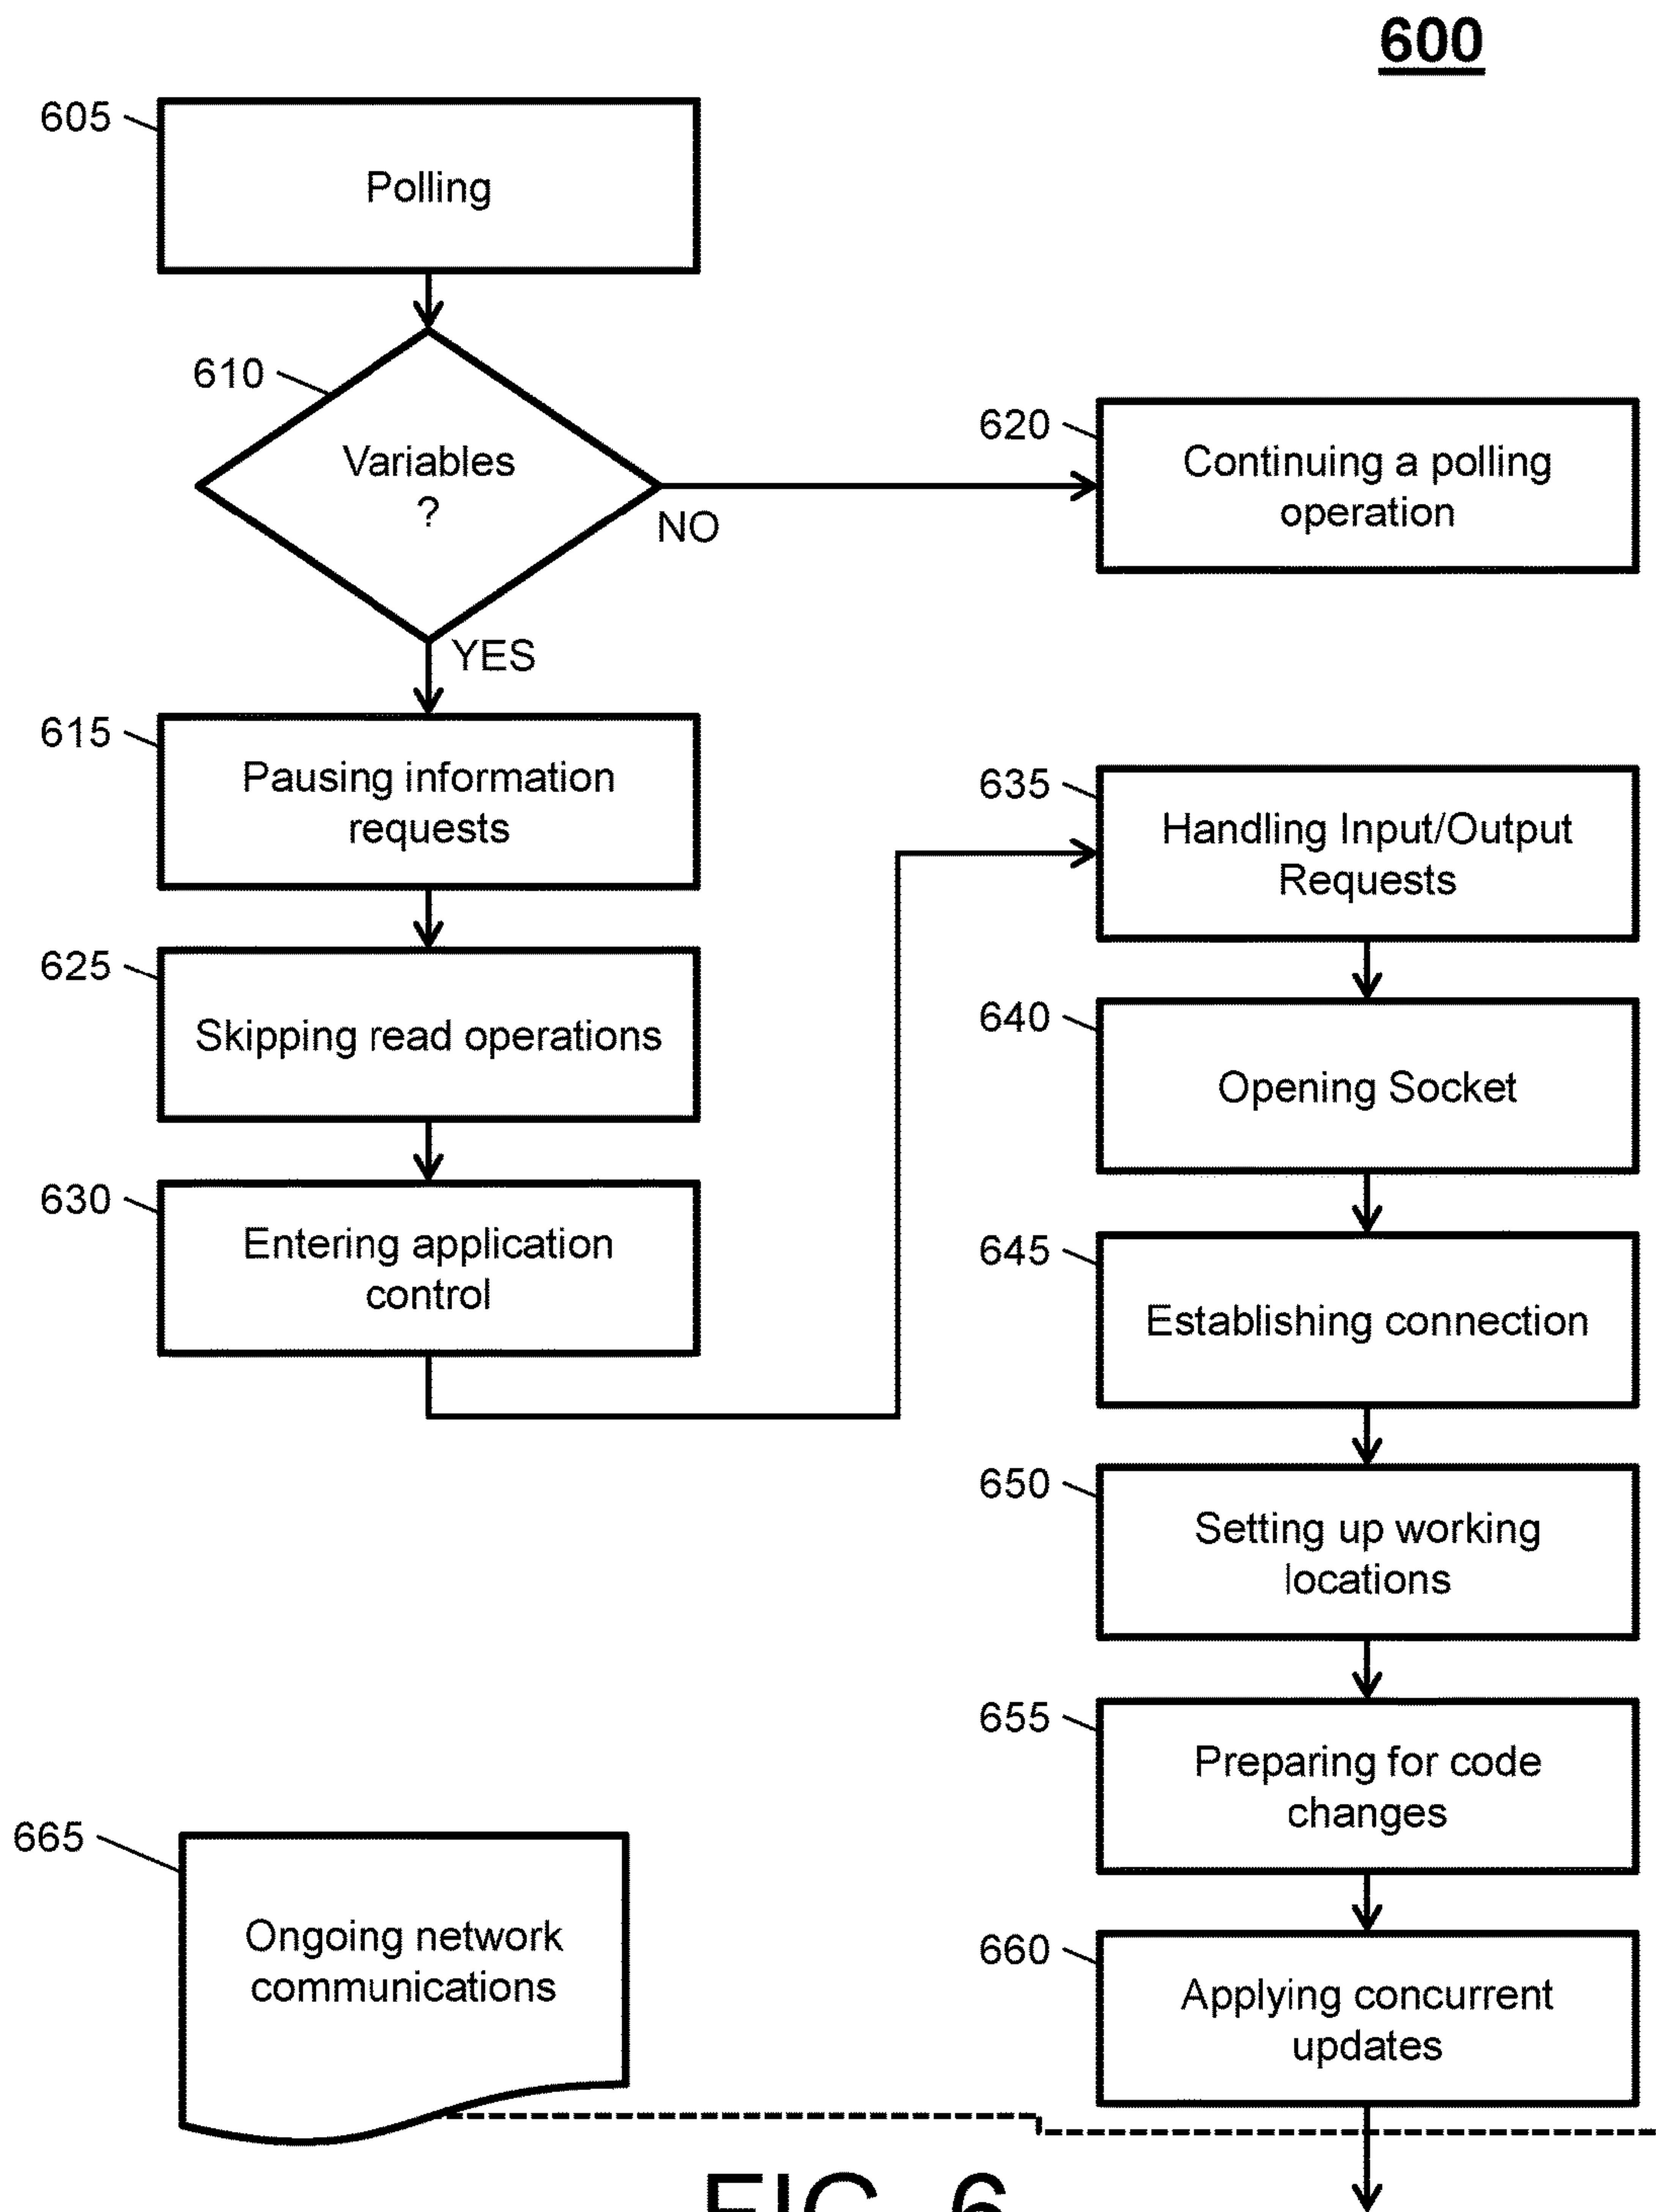 600
605
Polling
610
Variables
?
NO
YES
620
Continuing a polling
operation
615
Pausing information
requests
625
Skipping read operations
630
Entering application
control
635
Handling Input/Output
Requests
640
Opening Socket
645
Establishing connection
650
Setting up working
locations
655
Preparing for code
changes
660
Applying concurrent
updates
665
Ongoing network
communications
FIG. 6